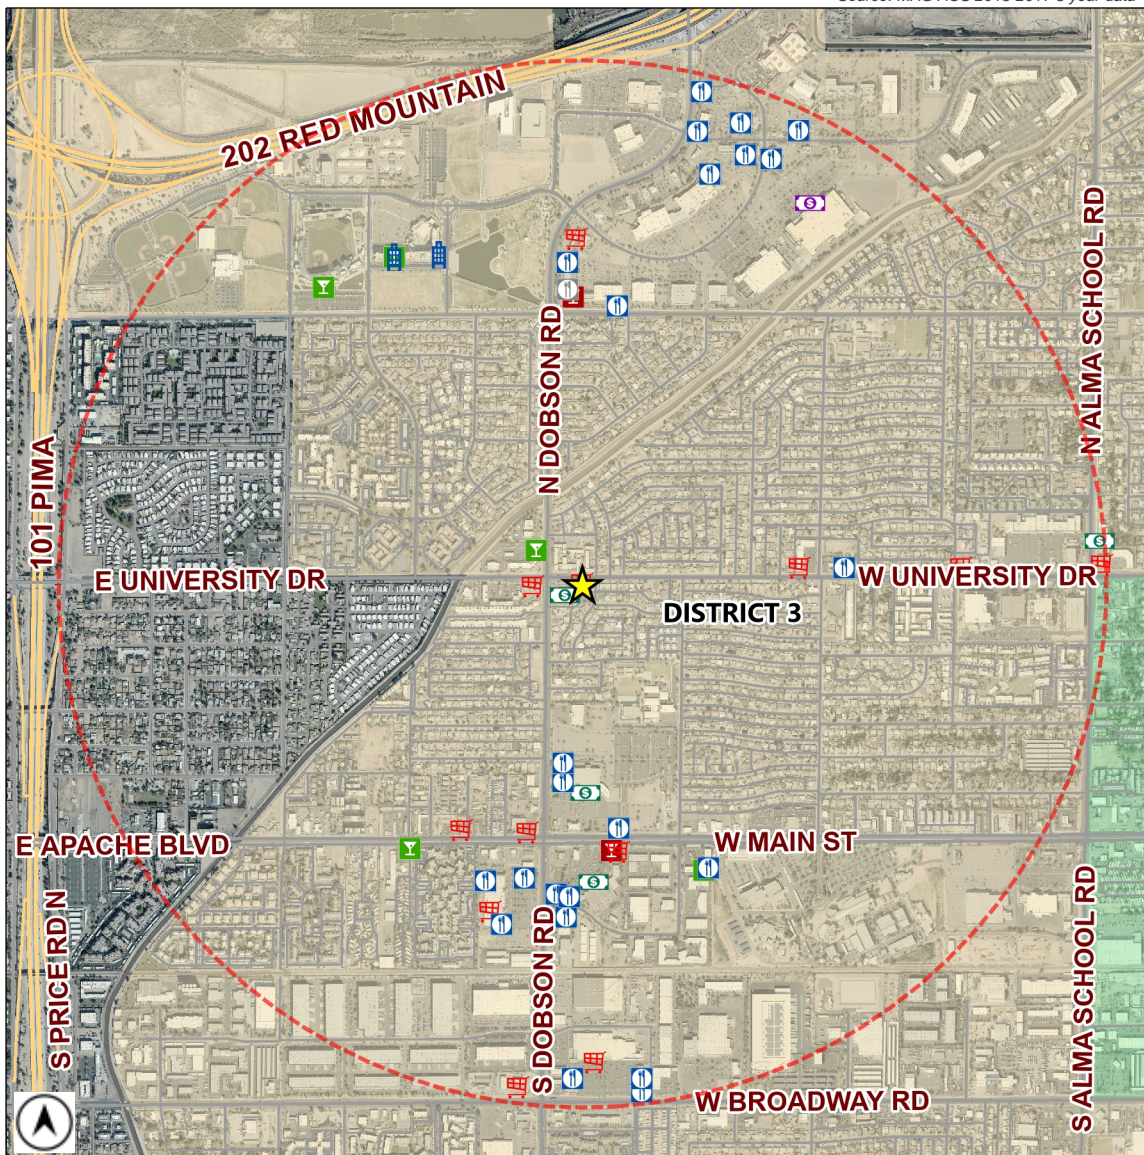 202 RED MOUNTAIN
N ALMA SCHOOL RD
N DOBSON RD
101 PIMA
E UNIVERSITY DR
W UNIVERSITY DR
DISTRICT 3
E APACHE BLVD
W MAIN ST
S PRICE RD N
S DOBSON RD
S ALMA SCHOOL RD
W BROADWAY RD